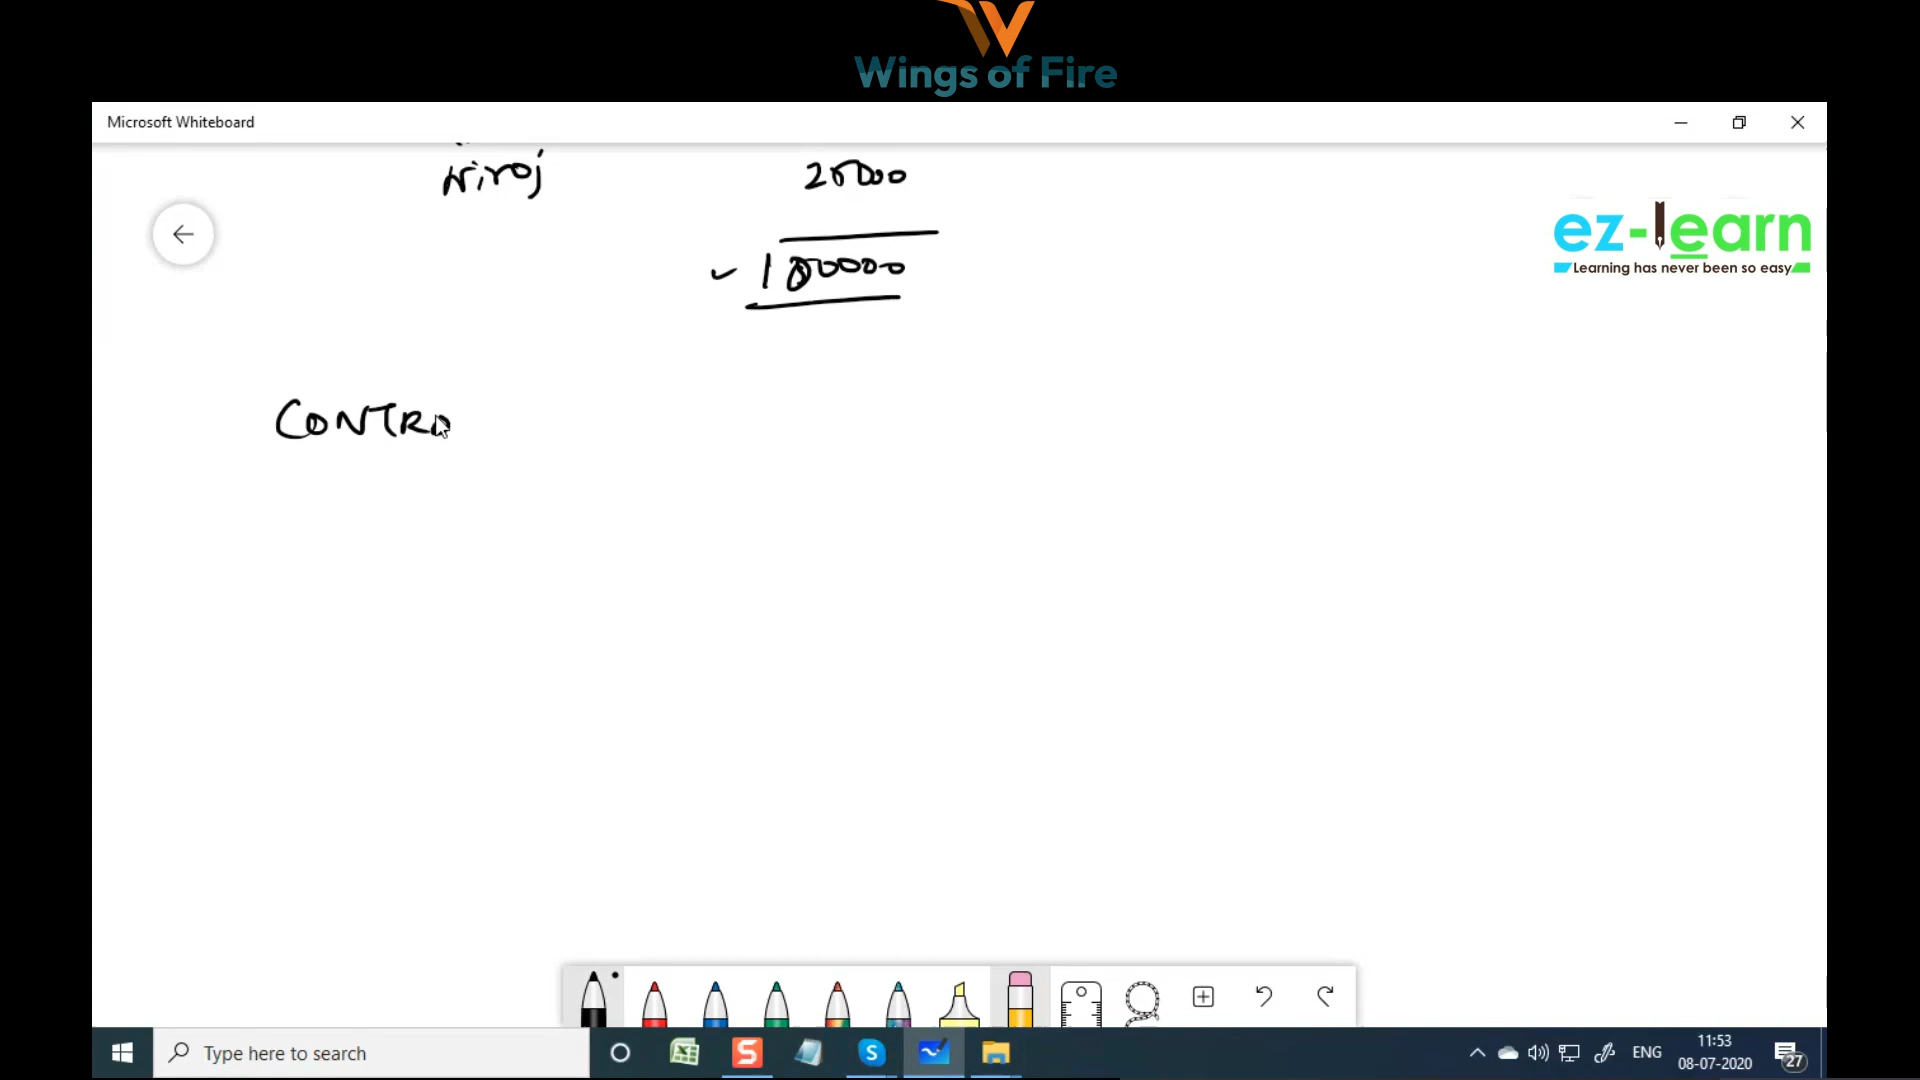 Wings of Fire
Microsoft Whiteboard
Niroj 25000
100000
ez-learn
Learning has never been so easy
CONTRO
Type here to search
ENG
11:53
08-07-2020
27